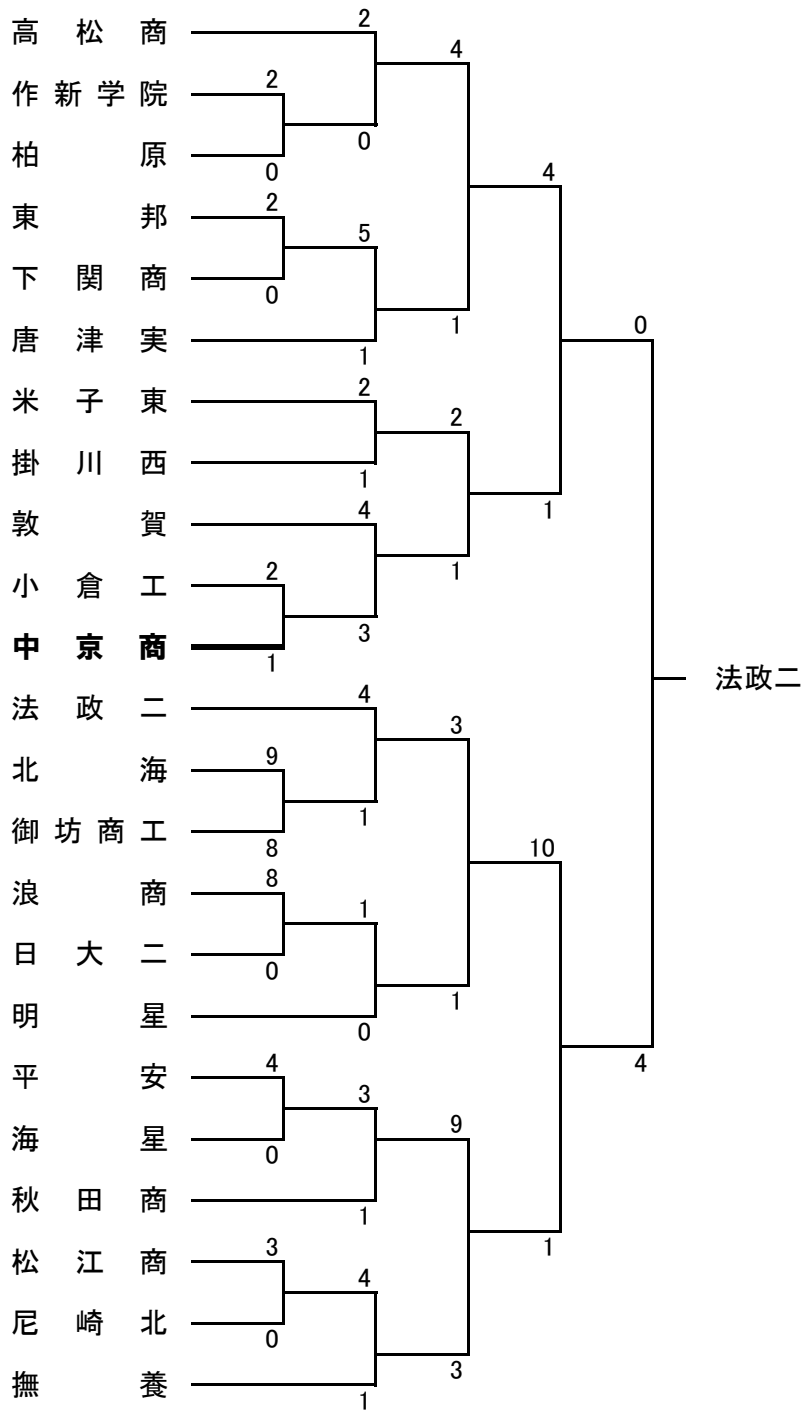 高松商 2 4
作新学院 2
柏原 0 0 4
東邦 2 5
下関商 0
唐津実 1 1 0
米子東 2 2
掛川西 1 1
敦賀 4 1
小倉工 2 3
中京商 1
法政二 4 3 法政二
北海 9 1
御坊商工 8 10
浪商 8 1
日大二 0 1
明星 0 4
平安 4 3 9
海星 0
秋田商 1 1
松江商 3 4
尼崎北 0 3
撫養 1